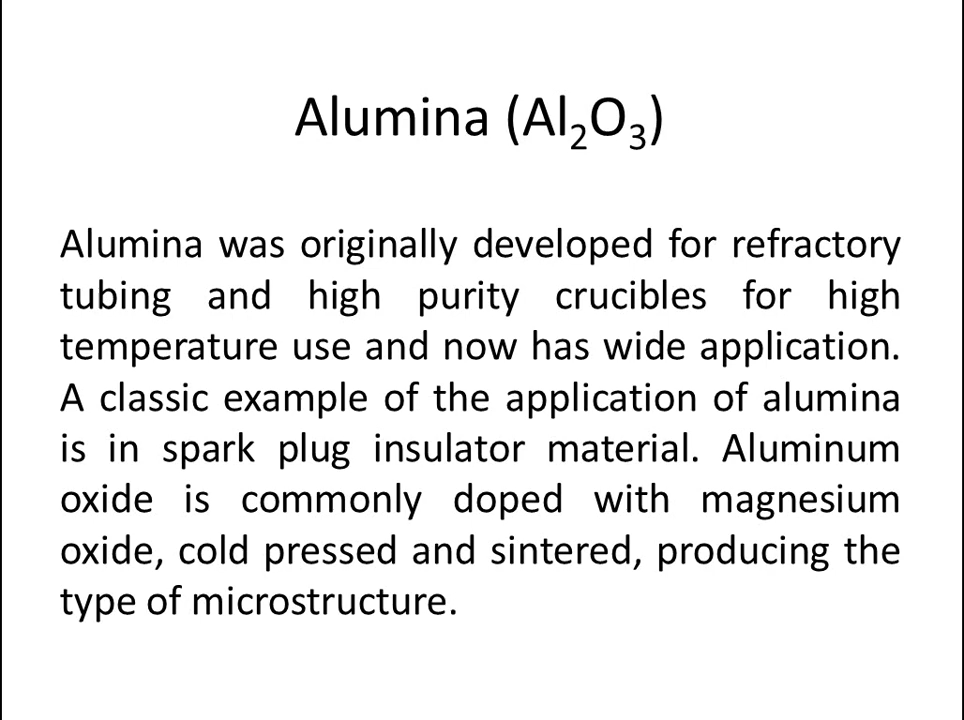 Alumina (Al₂O₃)
Alumina was originally developed for refractory
tubing and high purity crucibles for high
temperature use and now has wide application.
A classic example of the application of alumina
is in spark plug insulator material. Aluminum
oxide is commonly doped with magnesium
oxide, cold pressed and sintered, producing the
type of microstructure.